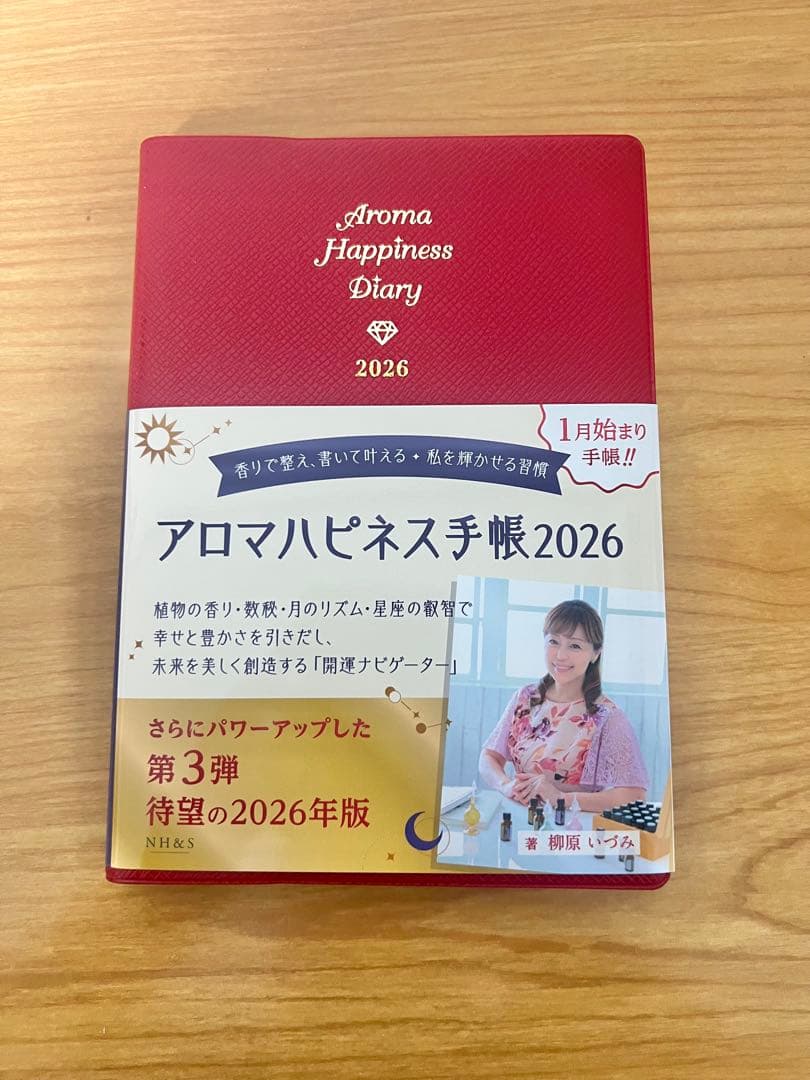 Aroma
Happiness
Diary
2026
1月始まり
手帳!!
香りで整え、書いて叶える✦私を輝かせる習慣
アロマハピネス手帳2026
植物の香り・数秘・月のリズム・星座の叡智で
幸せと豊かさを引きだし、
未来を美しく創造する「開運ナビゲーター」
さらにパワーアップした
第3弾
待望の2026年版
NH&S
著 柳原 いづみ